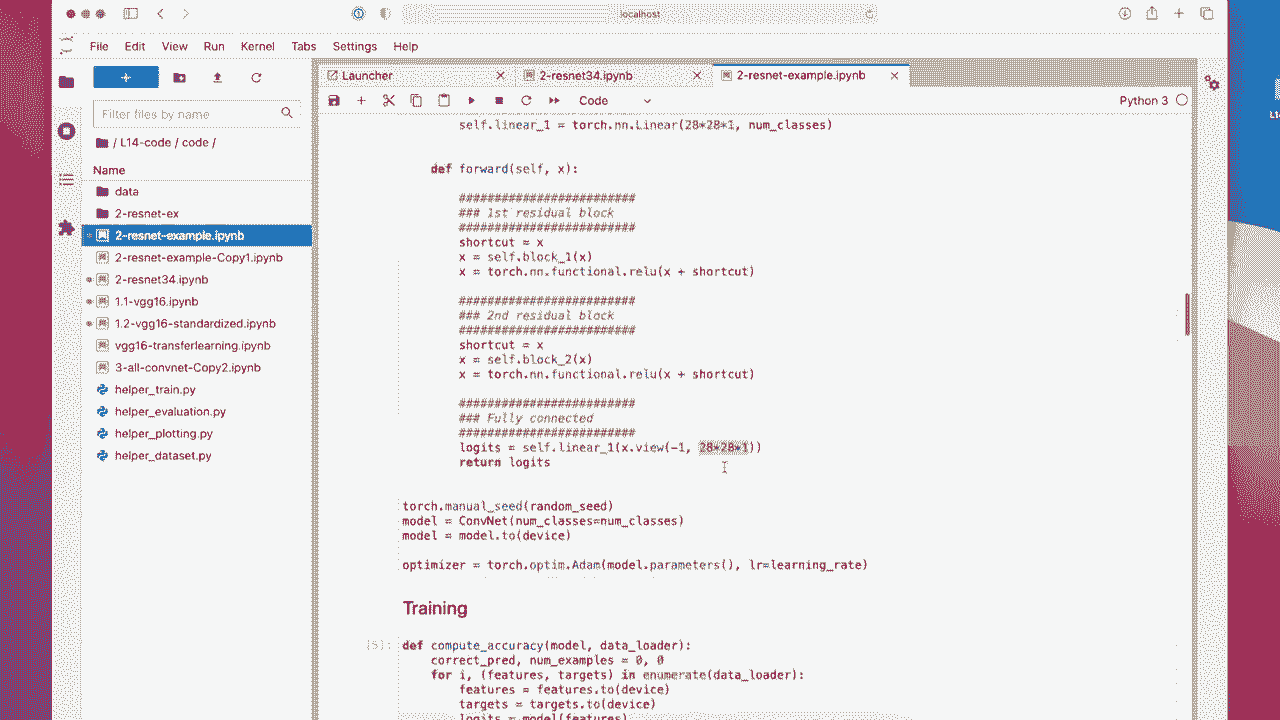 localhost
File Edit View Run Kernel Tabs Settings Help
Launcher
2-resnet34.ipynb
2-resnet-example.ipynb
Code
Python 3
Filter files by name
/ L14-code / code /
Name
data
2-resnet-ex
2-resnet-example.ipynb
2-resnet-example-Copy1.ipynb
2-resnet34.ipynb
1.1-vgg16.ipynb
1.2-vgg16-standardized.ipynb
vgg16-transferlearning.ipynb
3-all-convnet-Copy2.ipynb
helper_train.py
helper_evaluation.py
helper_plotting.py
helper_dataset.py
self.linear_1 = torch.nn.Linear(28*28*1, num_classes)
def forward(self, x):
#########################
### 1st residual block
#########################
shortcut = x
x = self.block_1(x)
x = torch.nn.functional.relu(x + shortcut)
#########################
### 2nd residual block
#########################
shortcut = x
x = self.block_2(x)
x = torch.nn.functional.relu(x + shortcut)
#########################
### Fully connected
#########################
logits = self.linear_1(x.view(-1, 28*28*1))
return logits
torch.manual_seed(random_seed)
model = ConvNet(num_classes=num_classes)
model = model.to(device)
optimizer = torch.optim.Adam(model.parameters(), lr=learning_rate)
Training
[5]:
def compute_accuracy(model, data_loader):
correct_pred, num_examples = 0, 0
for i, (features, targets) in enumerate(data_loader):
features = features.to(device)
targets = targets.to(device)
logits = model(features)
L14